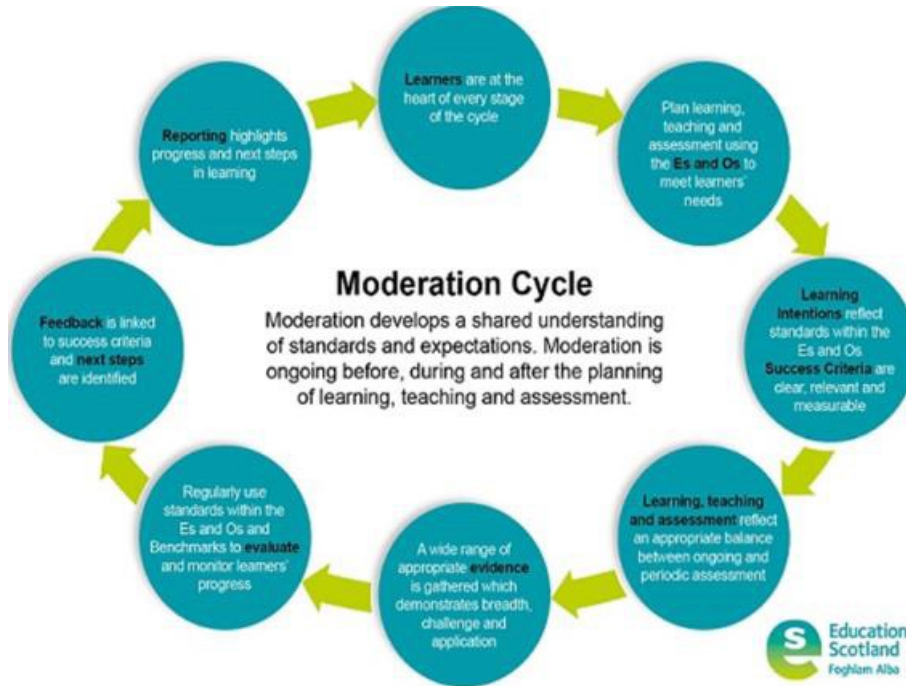 Learners are at the
heart of every stage
of the cycle
Plan learning,
teaching and
assessment using
the Es and Os to
meet learners'
needs
Learning
Intentions reflect
standards within the
Es and Os
Success Criteria are
clear, relevant and
measurable
Learning, teaching
and assessment reflect
an appropriate balance
between ongoing and
periodic assessment
A wide range of
appropriate evidence
is gathered which
demonstrates breadth,
challenge and
application
Regularly use
standards within the
Es and Os and
Benchmarks to evaluate
and monitor learners'
progress
Feedback is linked
to success criteria
and next steps
are identified
Reporting highlights
progress and next steps
in learning
Moderation Cycle
Moderation develops a shared understanding
of standards and expectations. Moderation is
ongoing before, during and after the planning
of learning, teaching and assessment.
Education
Scotland
Foghlam Alba